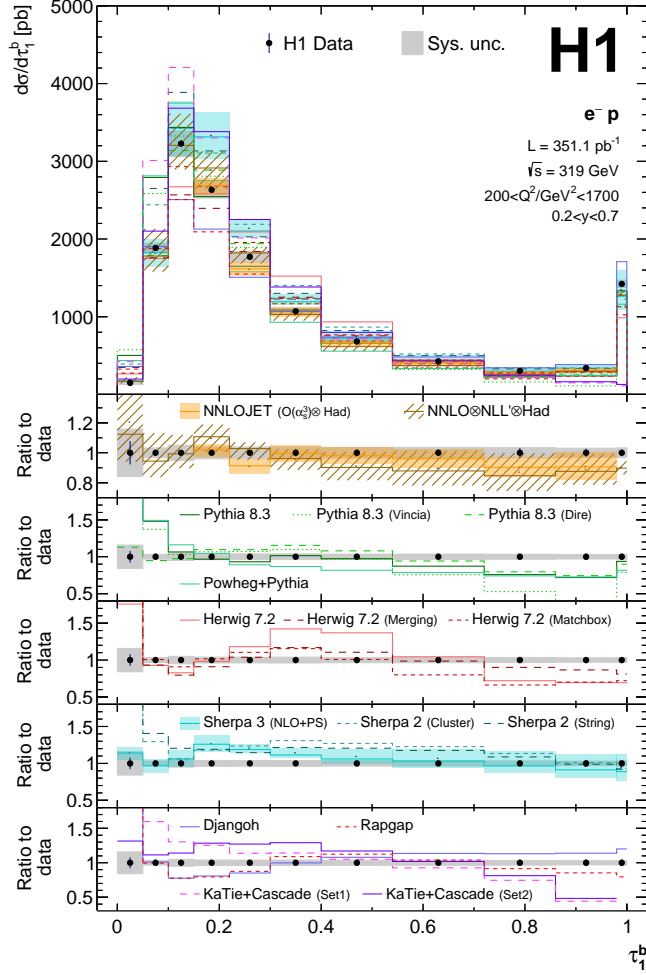 dσ/dτ₁ᵇ [pb]
H1 Data
Sys. unc.
H1
e⁻ p
L = 351.1 pb⁻¹
√s = 319 GeV
200<Q²/GeV²<1700
0.2<y<0.7
5000
4000
3000
2000
1000
Ratio to data
1.2
1
0.8
NNLOJET (O(αₛ³)⊗ Had)
NNLO⊗NLL'⊗Had
Ratio to data
1.5
1
0.5
Pythia 8.3
Pythia 8.3 (Vincia)
Pythia 8.3 (Dire)
Powheg+Pythia
Ratio to data
1.5
1
0.5
Herwig 7.2
Herwig 7.2 (Merging)
Herwig 7.2 (Matchbox)
Ratio to data
1.5
1
Sherpa 3 (NLO+PS)
Sherpa 2 (Cluster)
Sherpa 2 (String)
Ratio to data
1.5
1
0.5
Djangoh
Rapgap
KaTie+Cascade (Set1)
KaTie+Cascade (Set2)
0 0.2 0.4 0.6 0.8 1
τ₁ᵇ